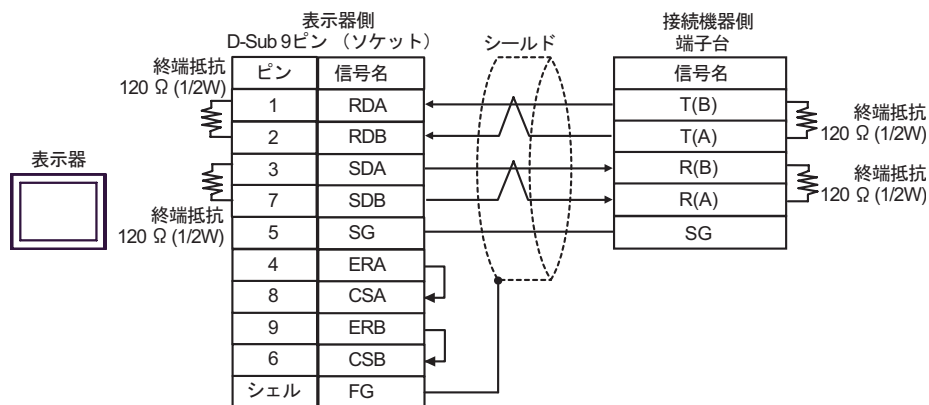 表示器側
D-Sub 9ピン （ソケット）
シールド
接続機器側
端子台
終端抵抗
120 Ω (1/2W)
ピン 信号名
信号名
1 RDA
T(B)
2 RDB
T(A)
終端抵抗
120 Ω (1/2W)
表示器
3 SDA
R(B)
7 SDB
R(A)
終端抵抗
120 Ω (1/2W)
終端抵抗
120 Ω (1/2W)
5 SG
SG
4 ERA
8 CSA
9 ERB
6 CSB
シェル FG